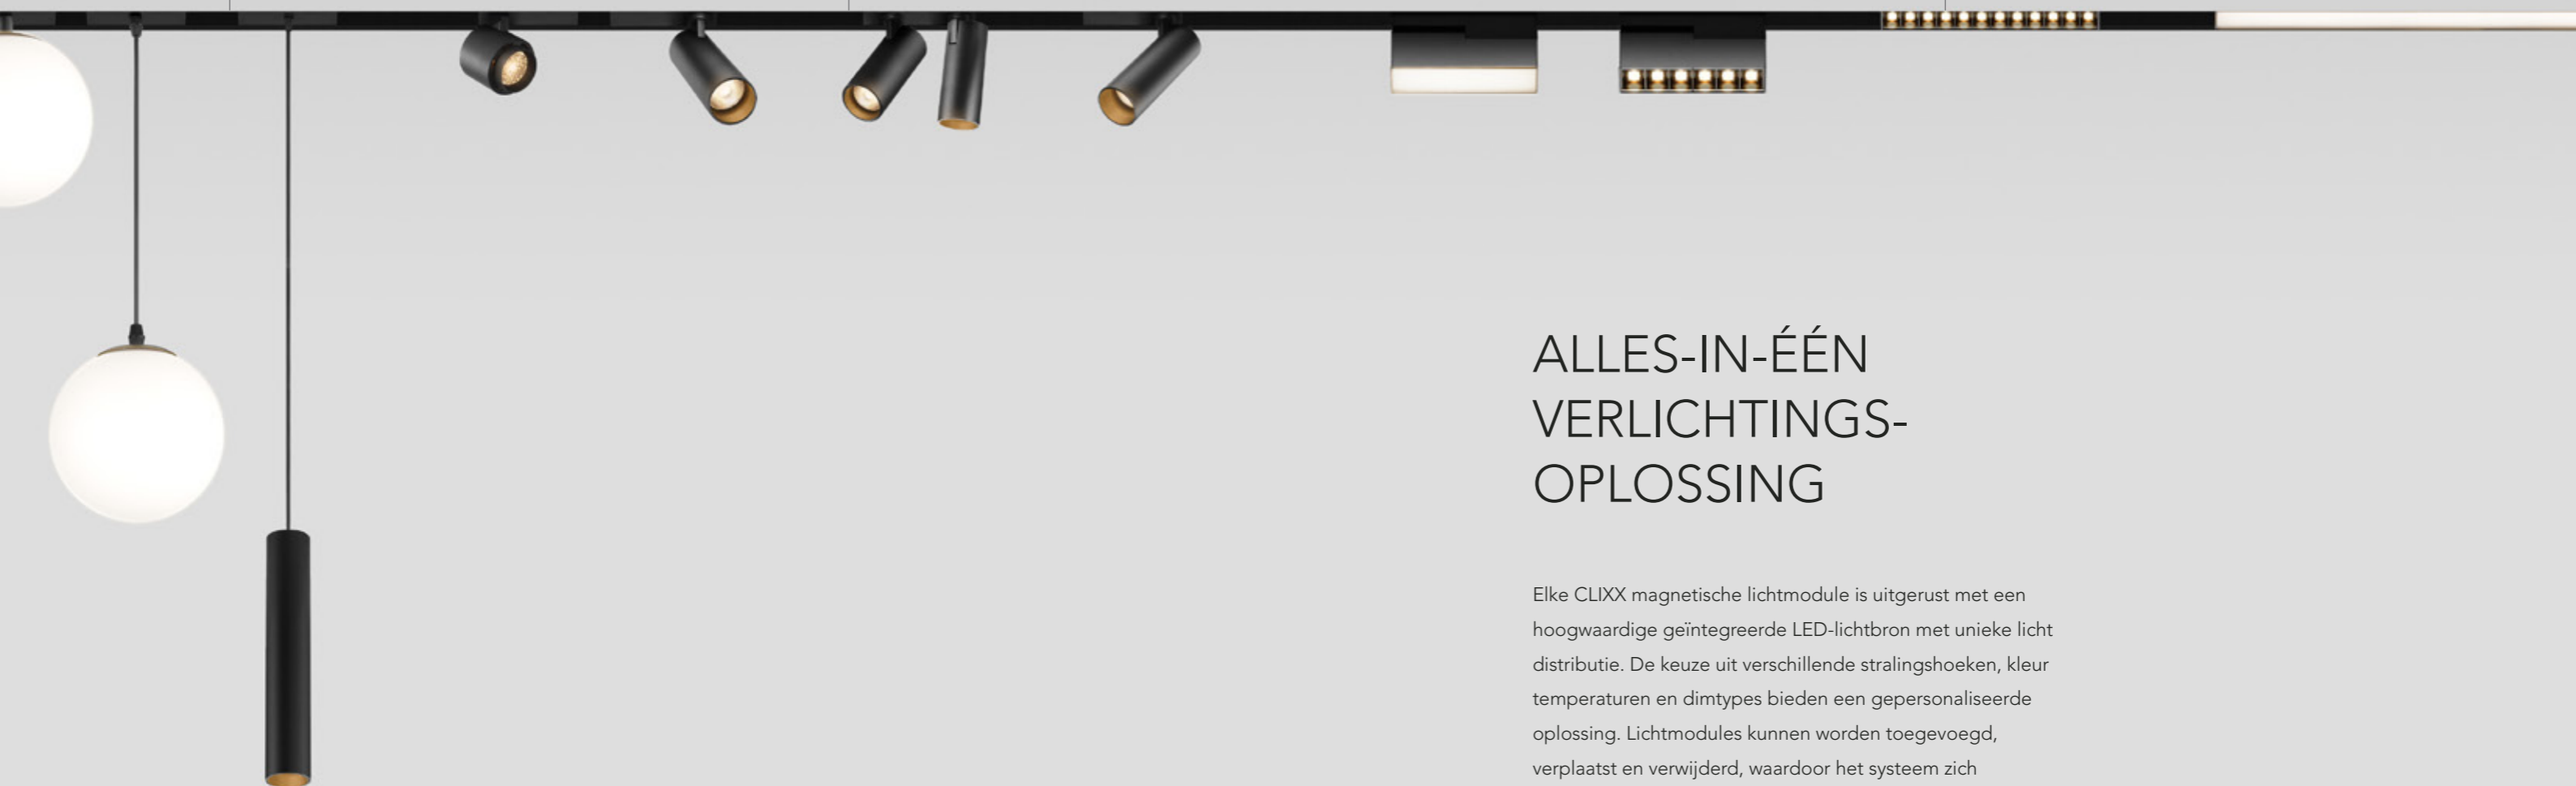 ALLES-IN-ÉÉN
VERLICHTINGS-
OPLOSSING
Elke CLIXX magnetische lichtmodule is uitgerust met een
hoogwaardige geïntegreerde LED-lichtbron met unieke licht
distributie. De keuze uit verschillende stralingshoeken, kleur
temperaturen en dimtypes bieden een gepersonaliseerde
oplossing. Lichtmodules kunnen worden toegevoegd,
verplaatst en verwijderd, waardoor het systeem zich